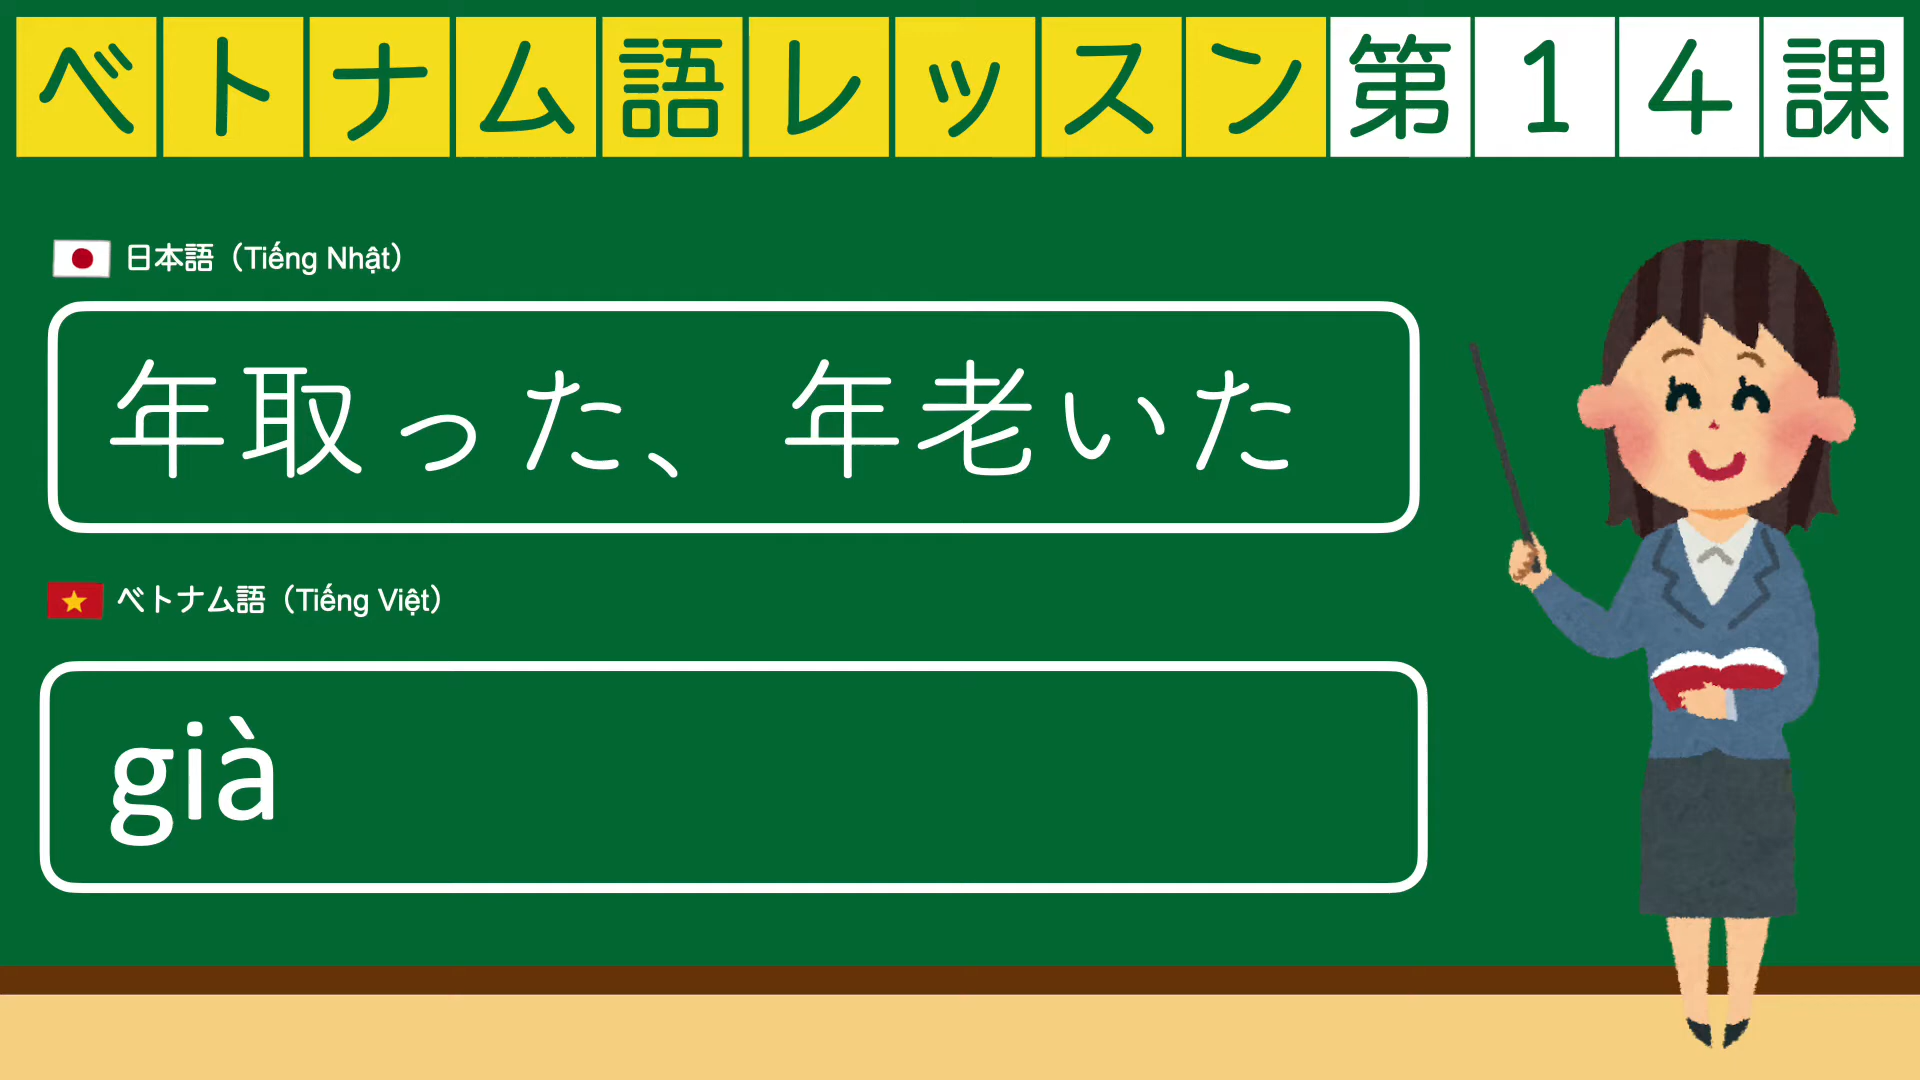 ベトナム語レッスン第14課
日本語（Tiếng Nhật）
年取った、年老いた
ベトナム語（Tiếng Việt）
già